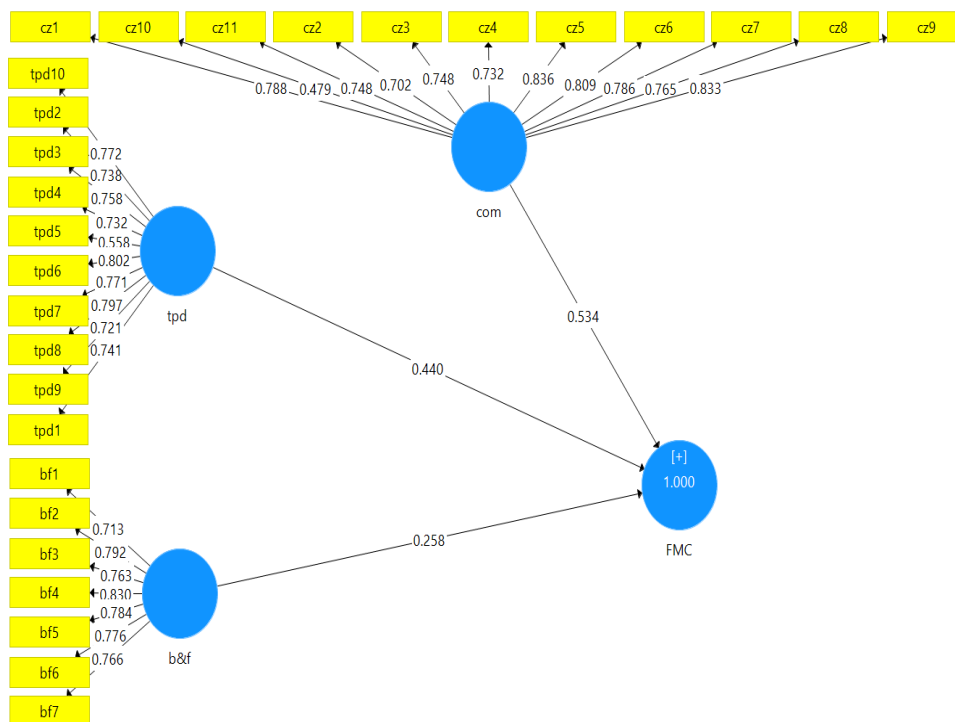 cz1 cz10 cz11 cz2 cz3 cz4 cz5 cz6 cz7 cz8 cz9
0.788 0.479 0.748 0.702 0.748 0.732 0.836 0.809 0.786 0.765 0.833
com
tpd10
tpd2
tpd3
tpd4
tpd5
tpd6
tpd7
tpd8
tpd9
tpd1
0.772
0.738
0.758
0.732
0.558
0.802
0.771
0.797
0.721
0.741
tpd
0.534
0.440
[+]
1.000
FMC
0.258
bf1
bf2
bf3
bf4
bf5
bf6
bf7
0.713
0.792
0.763
0.830
0.784
0.776
0.766
b&f